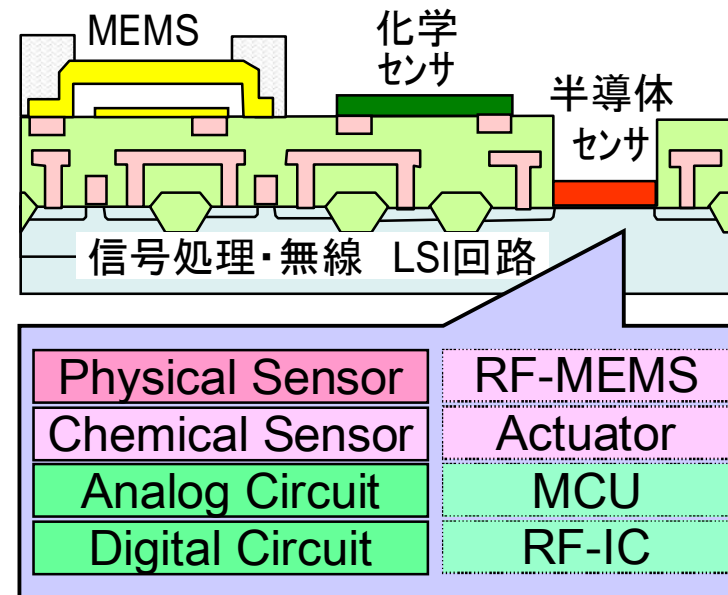 MEMS
化学
センサ
半導体
センサ
信号処理・無線 LSI回路
Physical Sensor
RF-MEMS
Chemical Sensor
Actuator
Analog Circuit
MCU
Digital Circuit
RF-IC